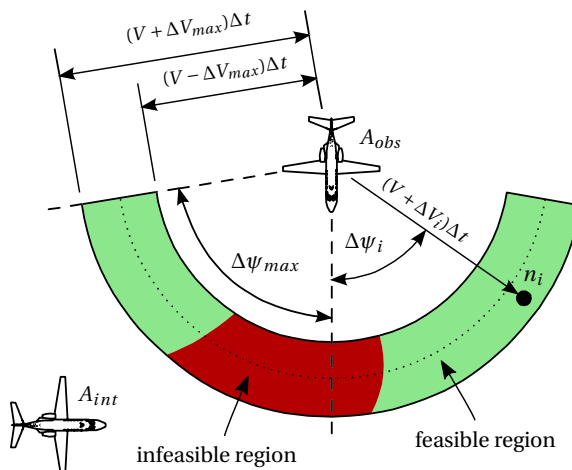 (V + ΔV_max)Δt
(V − ΔV_max)Δt
A_obs
(V + ΔV_i)Δt
Δψ_i
Δψ_max
n_i
A_int
infeasible region
feasible region